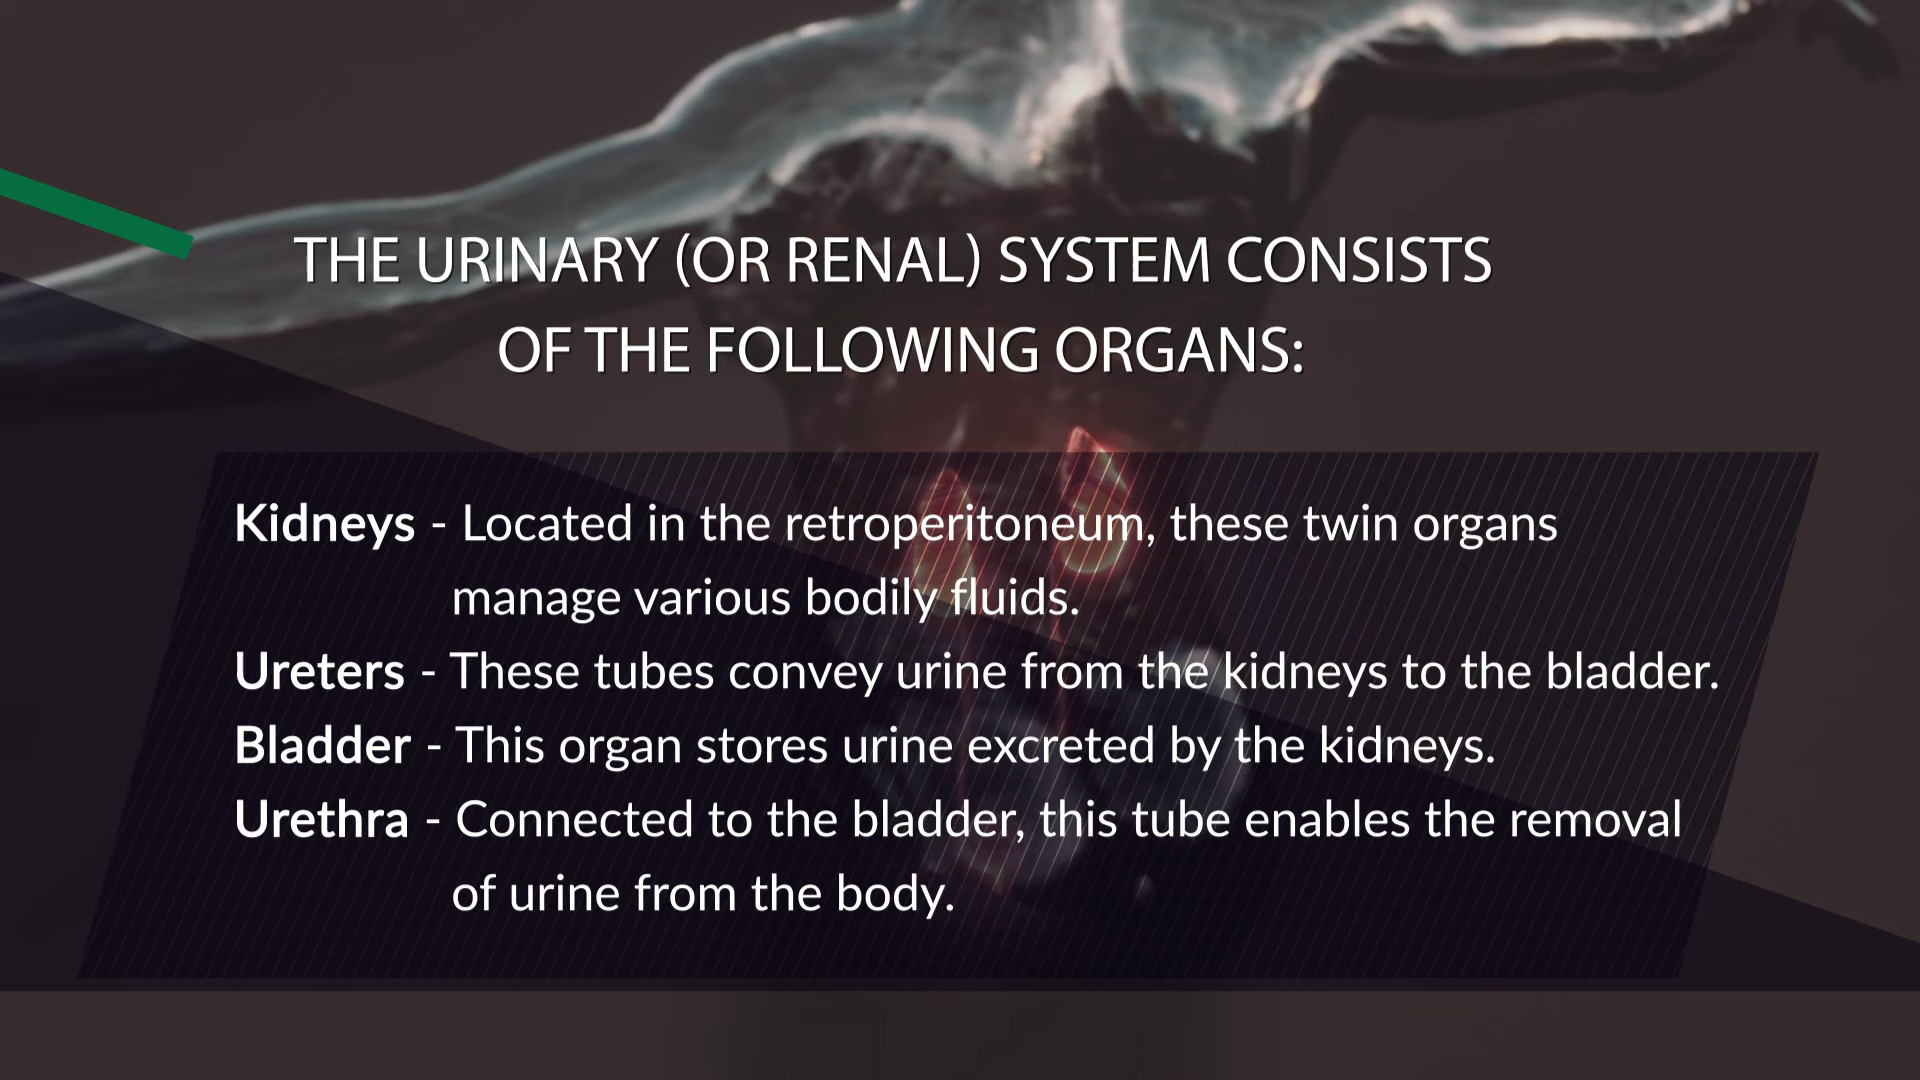 THE URINARY (OR RENAL) SYSTEM CONSISTS
OF THE FOLLOWING ORGANS:
Kidneys - Located in the retroperitoneum, these twin organs
manage various bodily fluids.
Ureters - These tubes convey urine from the kidneys to the bladder.
Bladder - This organ stores urine excreted by the kidneys.
Urethra - Connected to the bladder, this tube enables the removal
of urine from the body.